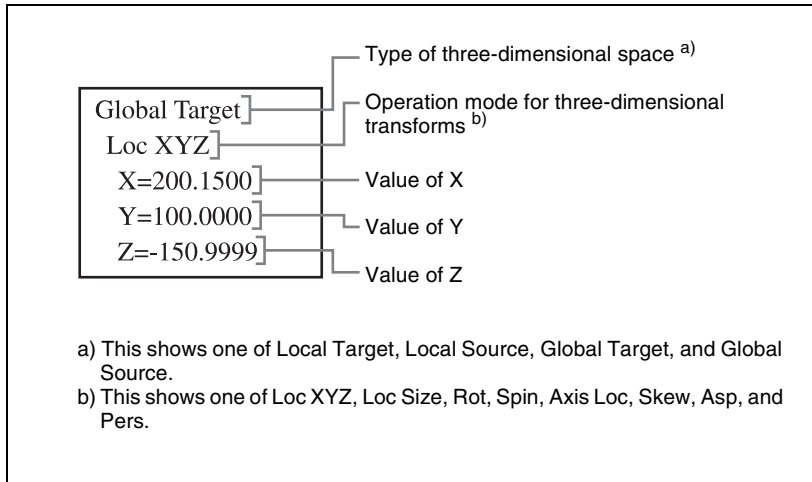 Type of three-dimensional space a)
Global Target
Operation mode for three-dimensional
transforms b)
Loc XYZ
X=200.1500
Value of X
Y=100.0000
Value of Y
Z=-150.9999
Value of Z
a) This shows one of Local Target, Local Source, Global Target, and Global
Source.
b) This shows one of Loc XYZ, Loc Size, Rot, Spin, Axis Loc, Skew, Asp, and
Pers.